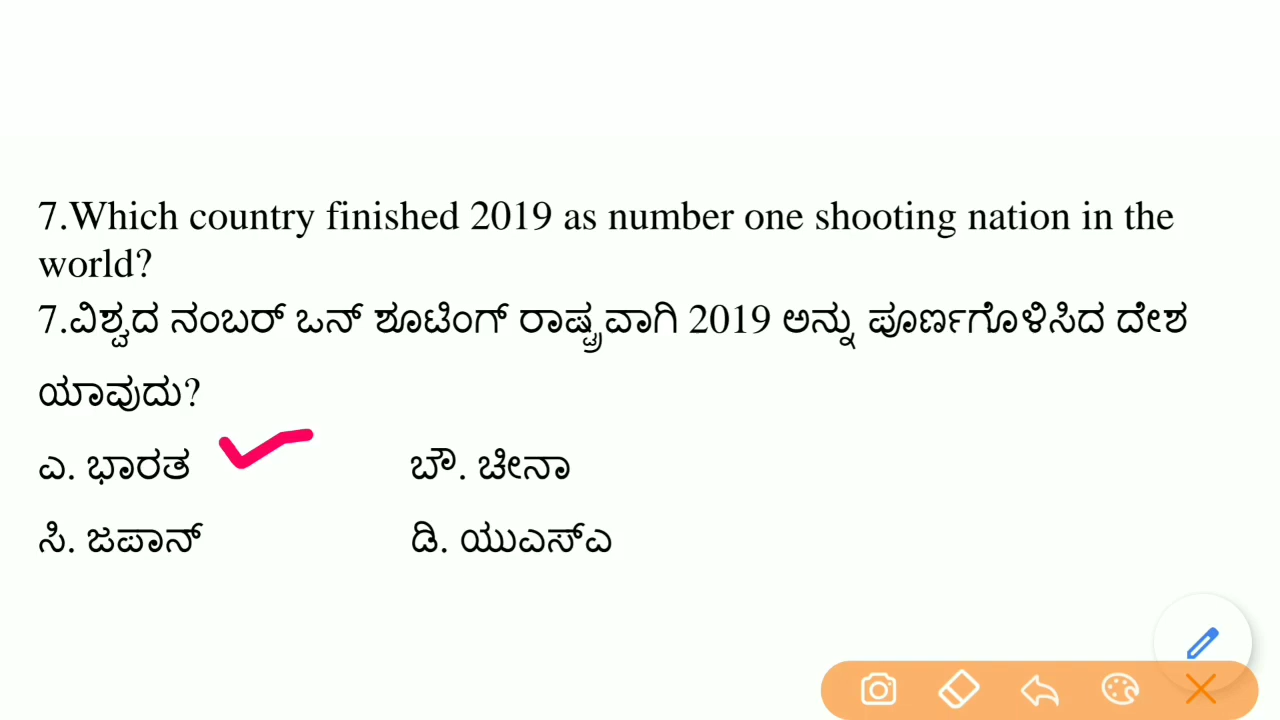 7.Which country finished 2019 as number one shooting nation in the
world?
7.ವಿಶ್ವದ ನಂಬರ್ ಒನ್ ಶೂಟಿಂಗ್ ರಾಷ್ಟ್ರವಾಗಿ 2019 ಅನ್ನು ಪೂರ್ಣಗೊಳಿಸಿದ ದೇಶ
ಯಾವುದು?
ಎ. ಭಾರತ ಬೌ. ಚೀನಾ
ಸಿ. ಜಪಾನ್ ಡಿ. ಯುಎಸ್ಎ